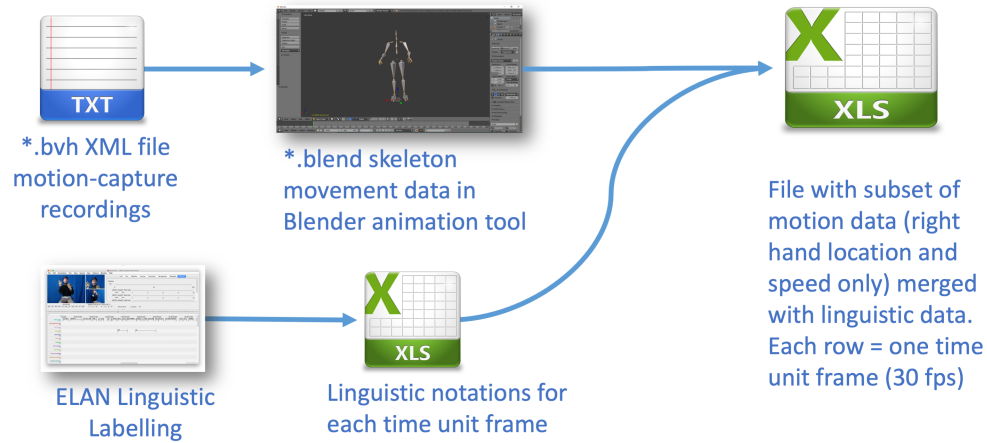 TXT
*.bvh XML file
motion-capture
recordings
*.blend skeleton
movement data in
Blender animation tool
XLS
File with subset of
motion data (right
hand location and
speed only) merged
with linguistic data.
Each row = one time
unit frame (30 fps)
ELAN Linguistic
Labelling
XLS
Linguistic notations for
each time unit frame